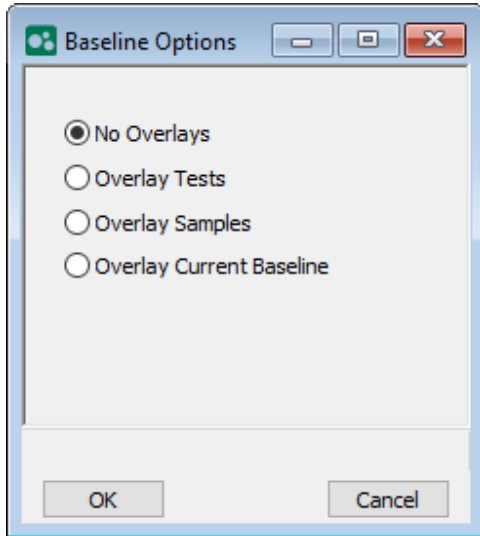 Baseline Options
No Overlays
Overlay Tests
Overlay Samples
Overlay Current Baseline
OK
Cancel